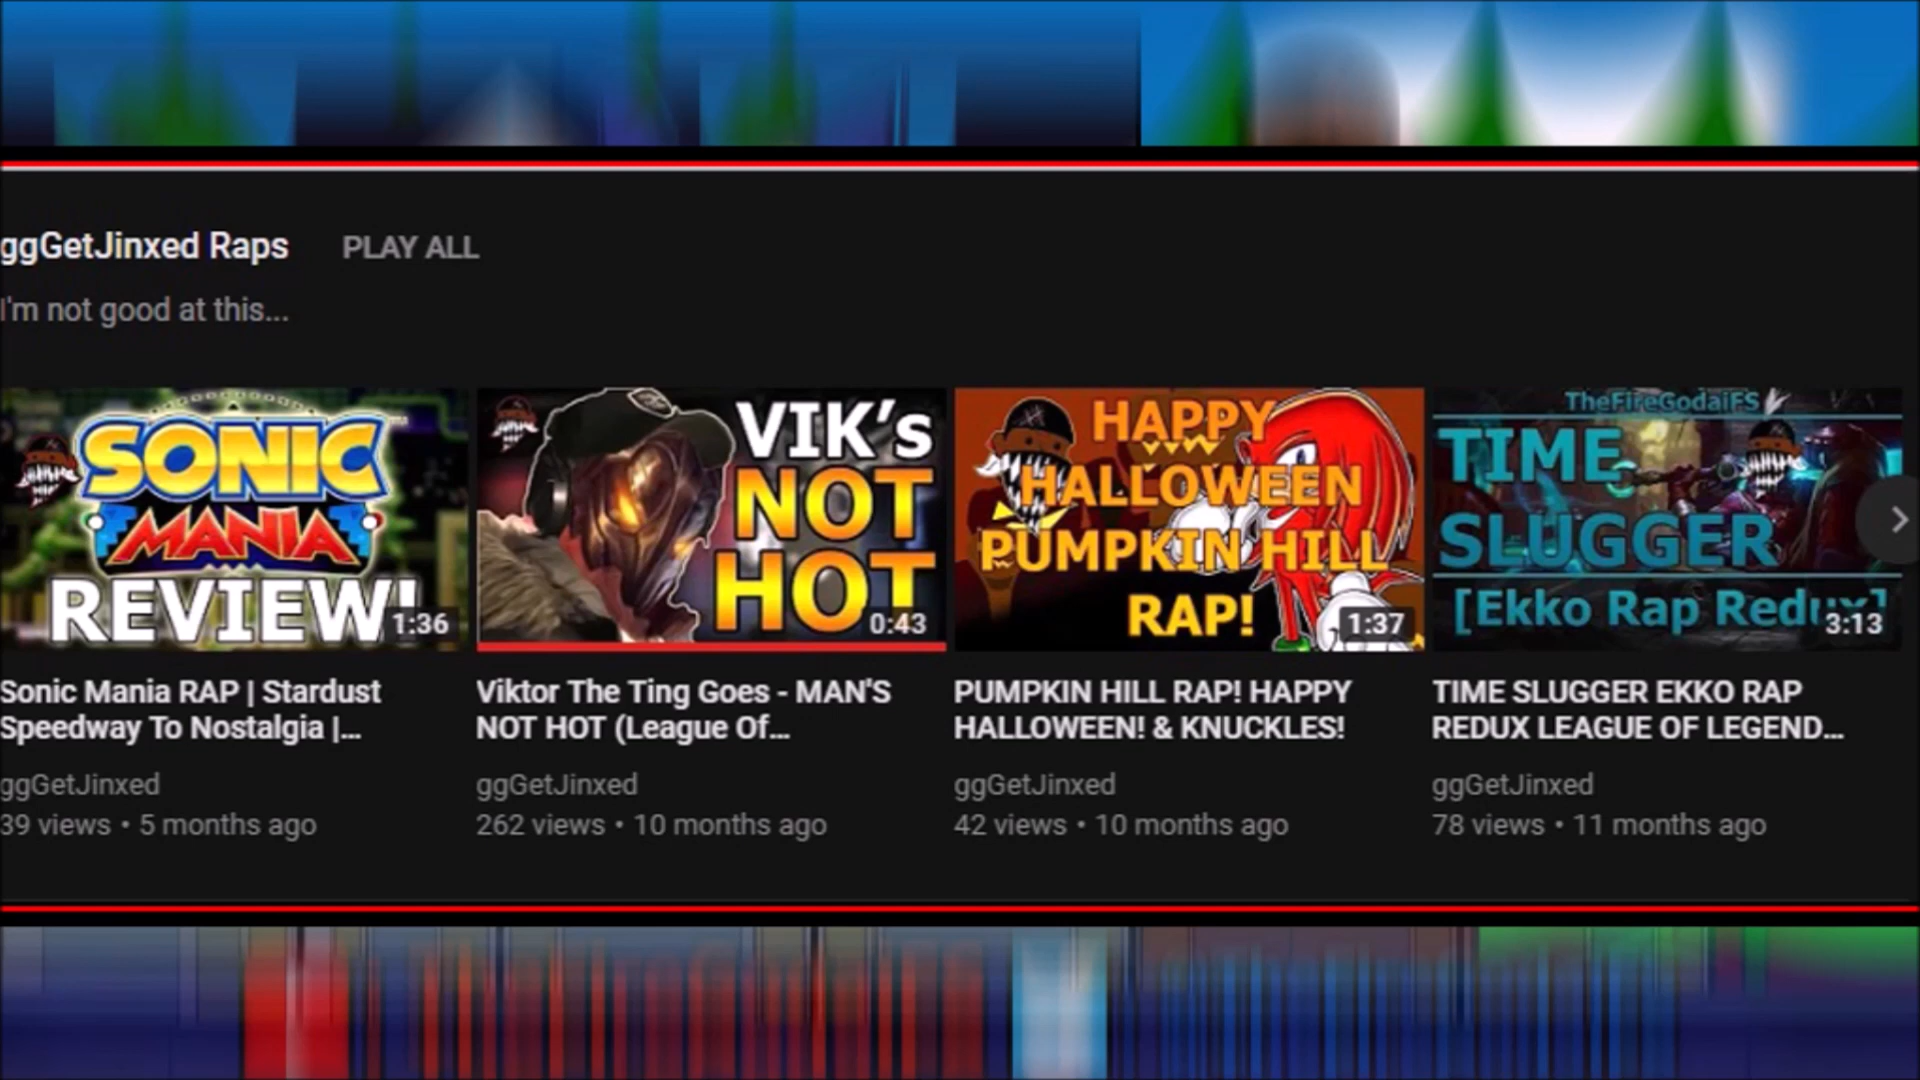 ggGetJinxed Raps PLAY ALL
I'm not good at this...
SONIC
MANIA
REVIEW!
1:36
VIK's
NOT
HOT
0:43
HAPPY
HALLOWEEN
PUMPKIN HILL
RAP!
1:37
TheFireGodaiFS
TIME
SLUGGER
[Ekko Rap Redux]
3:13
Sonic Mania RAP | Stardust
Speedway To Nostalgia |...
ggGetJinxed
39 views • 5 months ago
Viktor The Ting Goes - MAN'S
NOT HOT (League Of...
ggGetJinxed
262 views • 10 months ago
PUMPKIN HILL RAP! HAPPY
HALLOWEEN! & KNUCKLES!
ggGetJinxed
42 views • 10 months ago
TIME SLUGGER EKKO RAP
REDUX LEAGUE OF LEGEND...
ggGetJinxed
78 views • 11 months ago